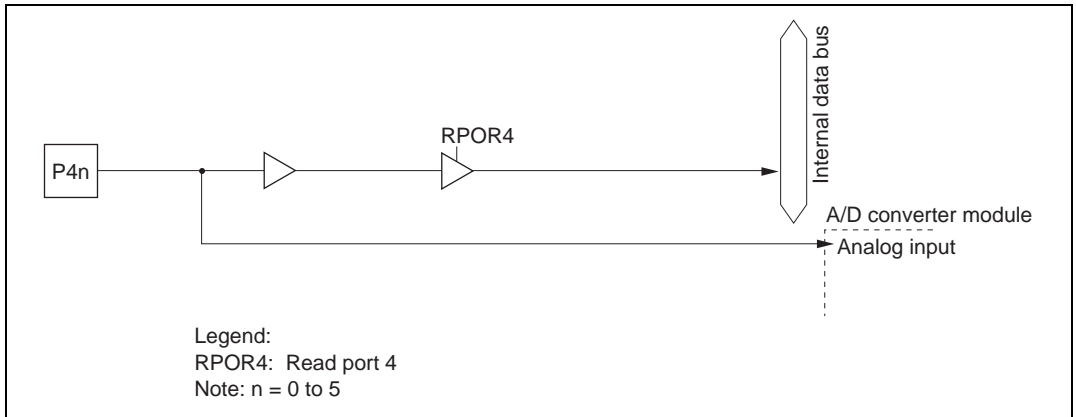 RPOR4
P4n
Internal data bus
A/D converter module
Analog input
Legend:
RPOR4: Read port 4
Note: n = 0 to 5